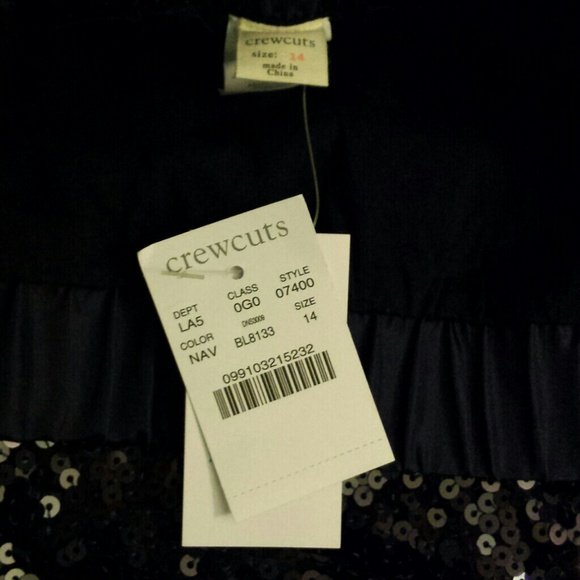 crewcuts
size: 14
made in
China
crewcuts
DEPT CLASS STYLE
LA5 0G0 07400
COLOR DNS3009 SIZE
NAV BL8133 14
099103215232